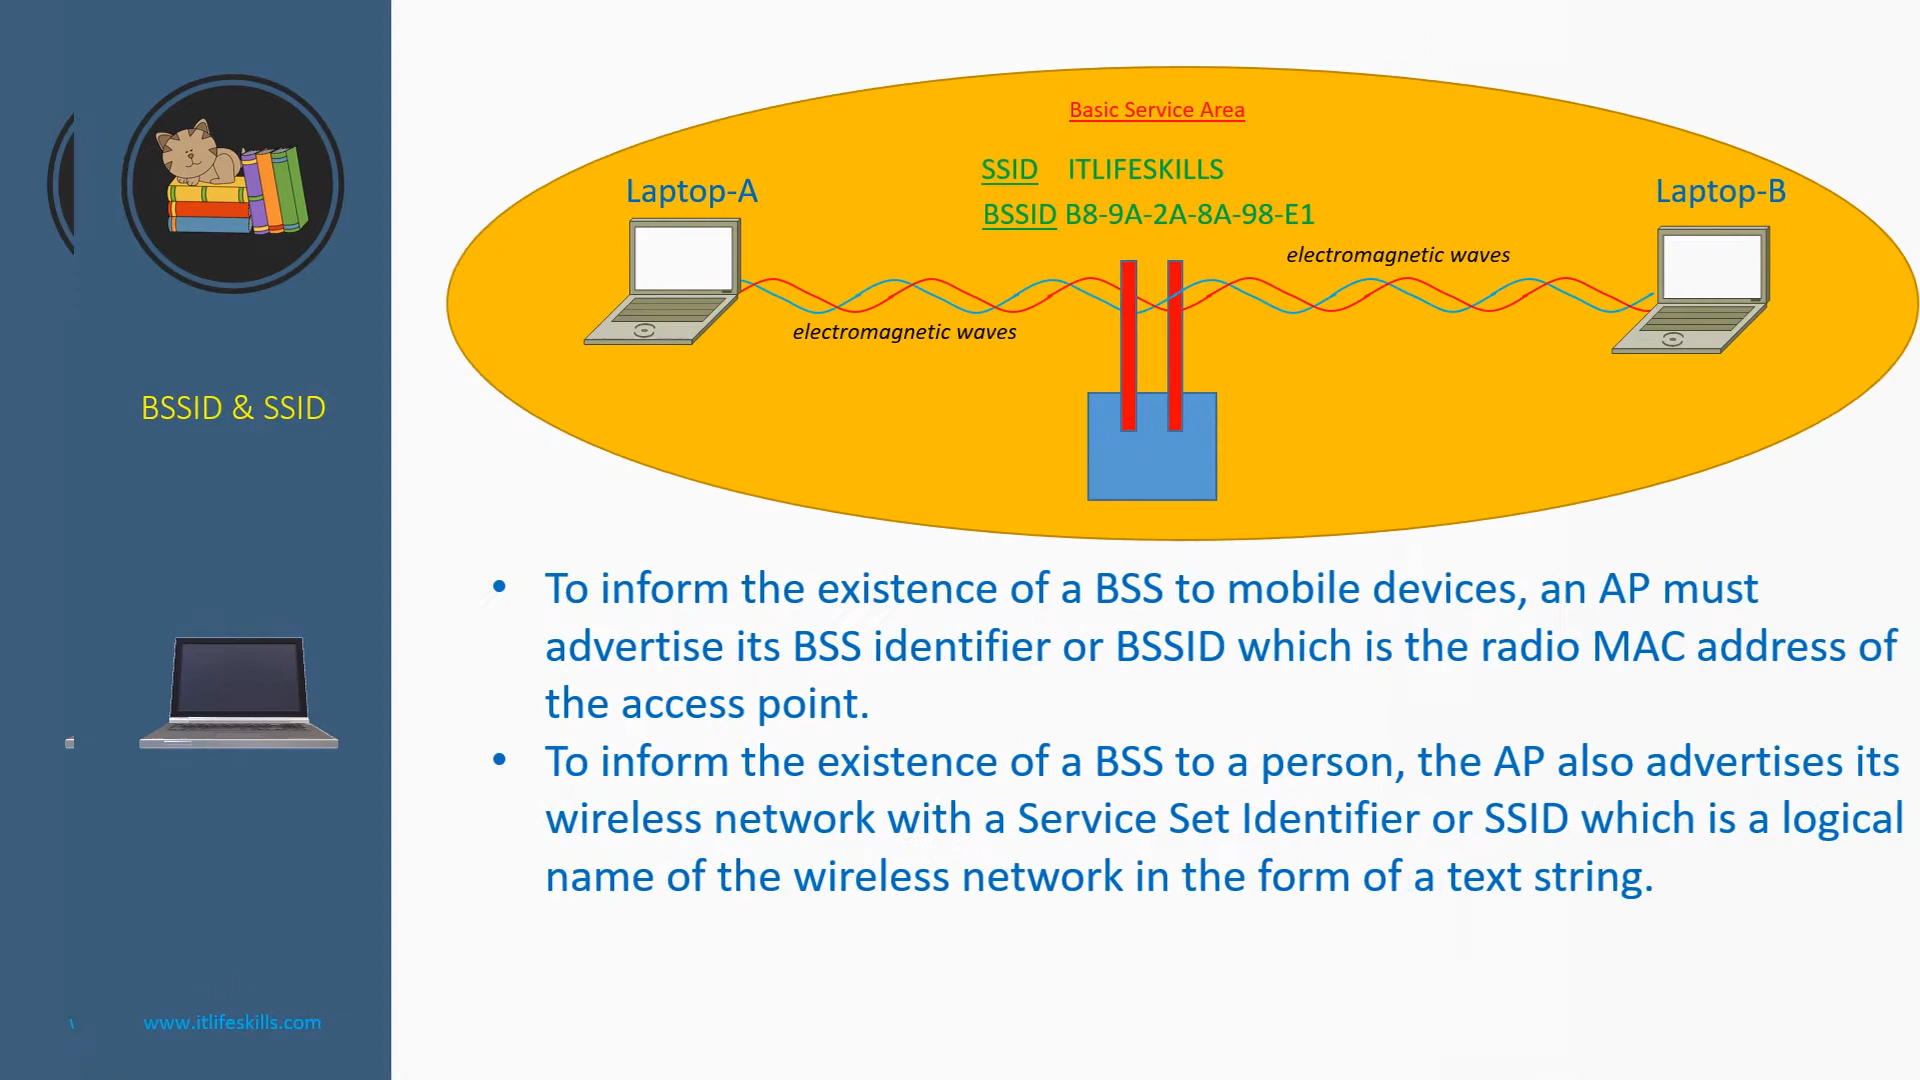 BSSID & SSID
www.itlifeskills.com
Basic Service Area
SSID ITLIFESKILLS
BSSID B8-9A-2A-8A-98-E1
Laptop-A
Laptop-B
electromagnetic waves
electromagnetic waves
• To inform the existence of a BSS to mobile devices, an AP must
advertise its BSS identifier or BSSID which is the radio MAC address of
the access point.
• To inform the existence of a BSS to a person, the AP also advertises its
wireless network with a Service Set Identifier or SSID which is a logical
name of the wireless network in the form of a text string.